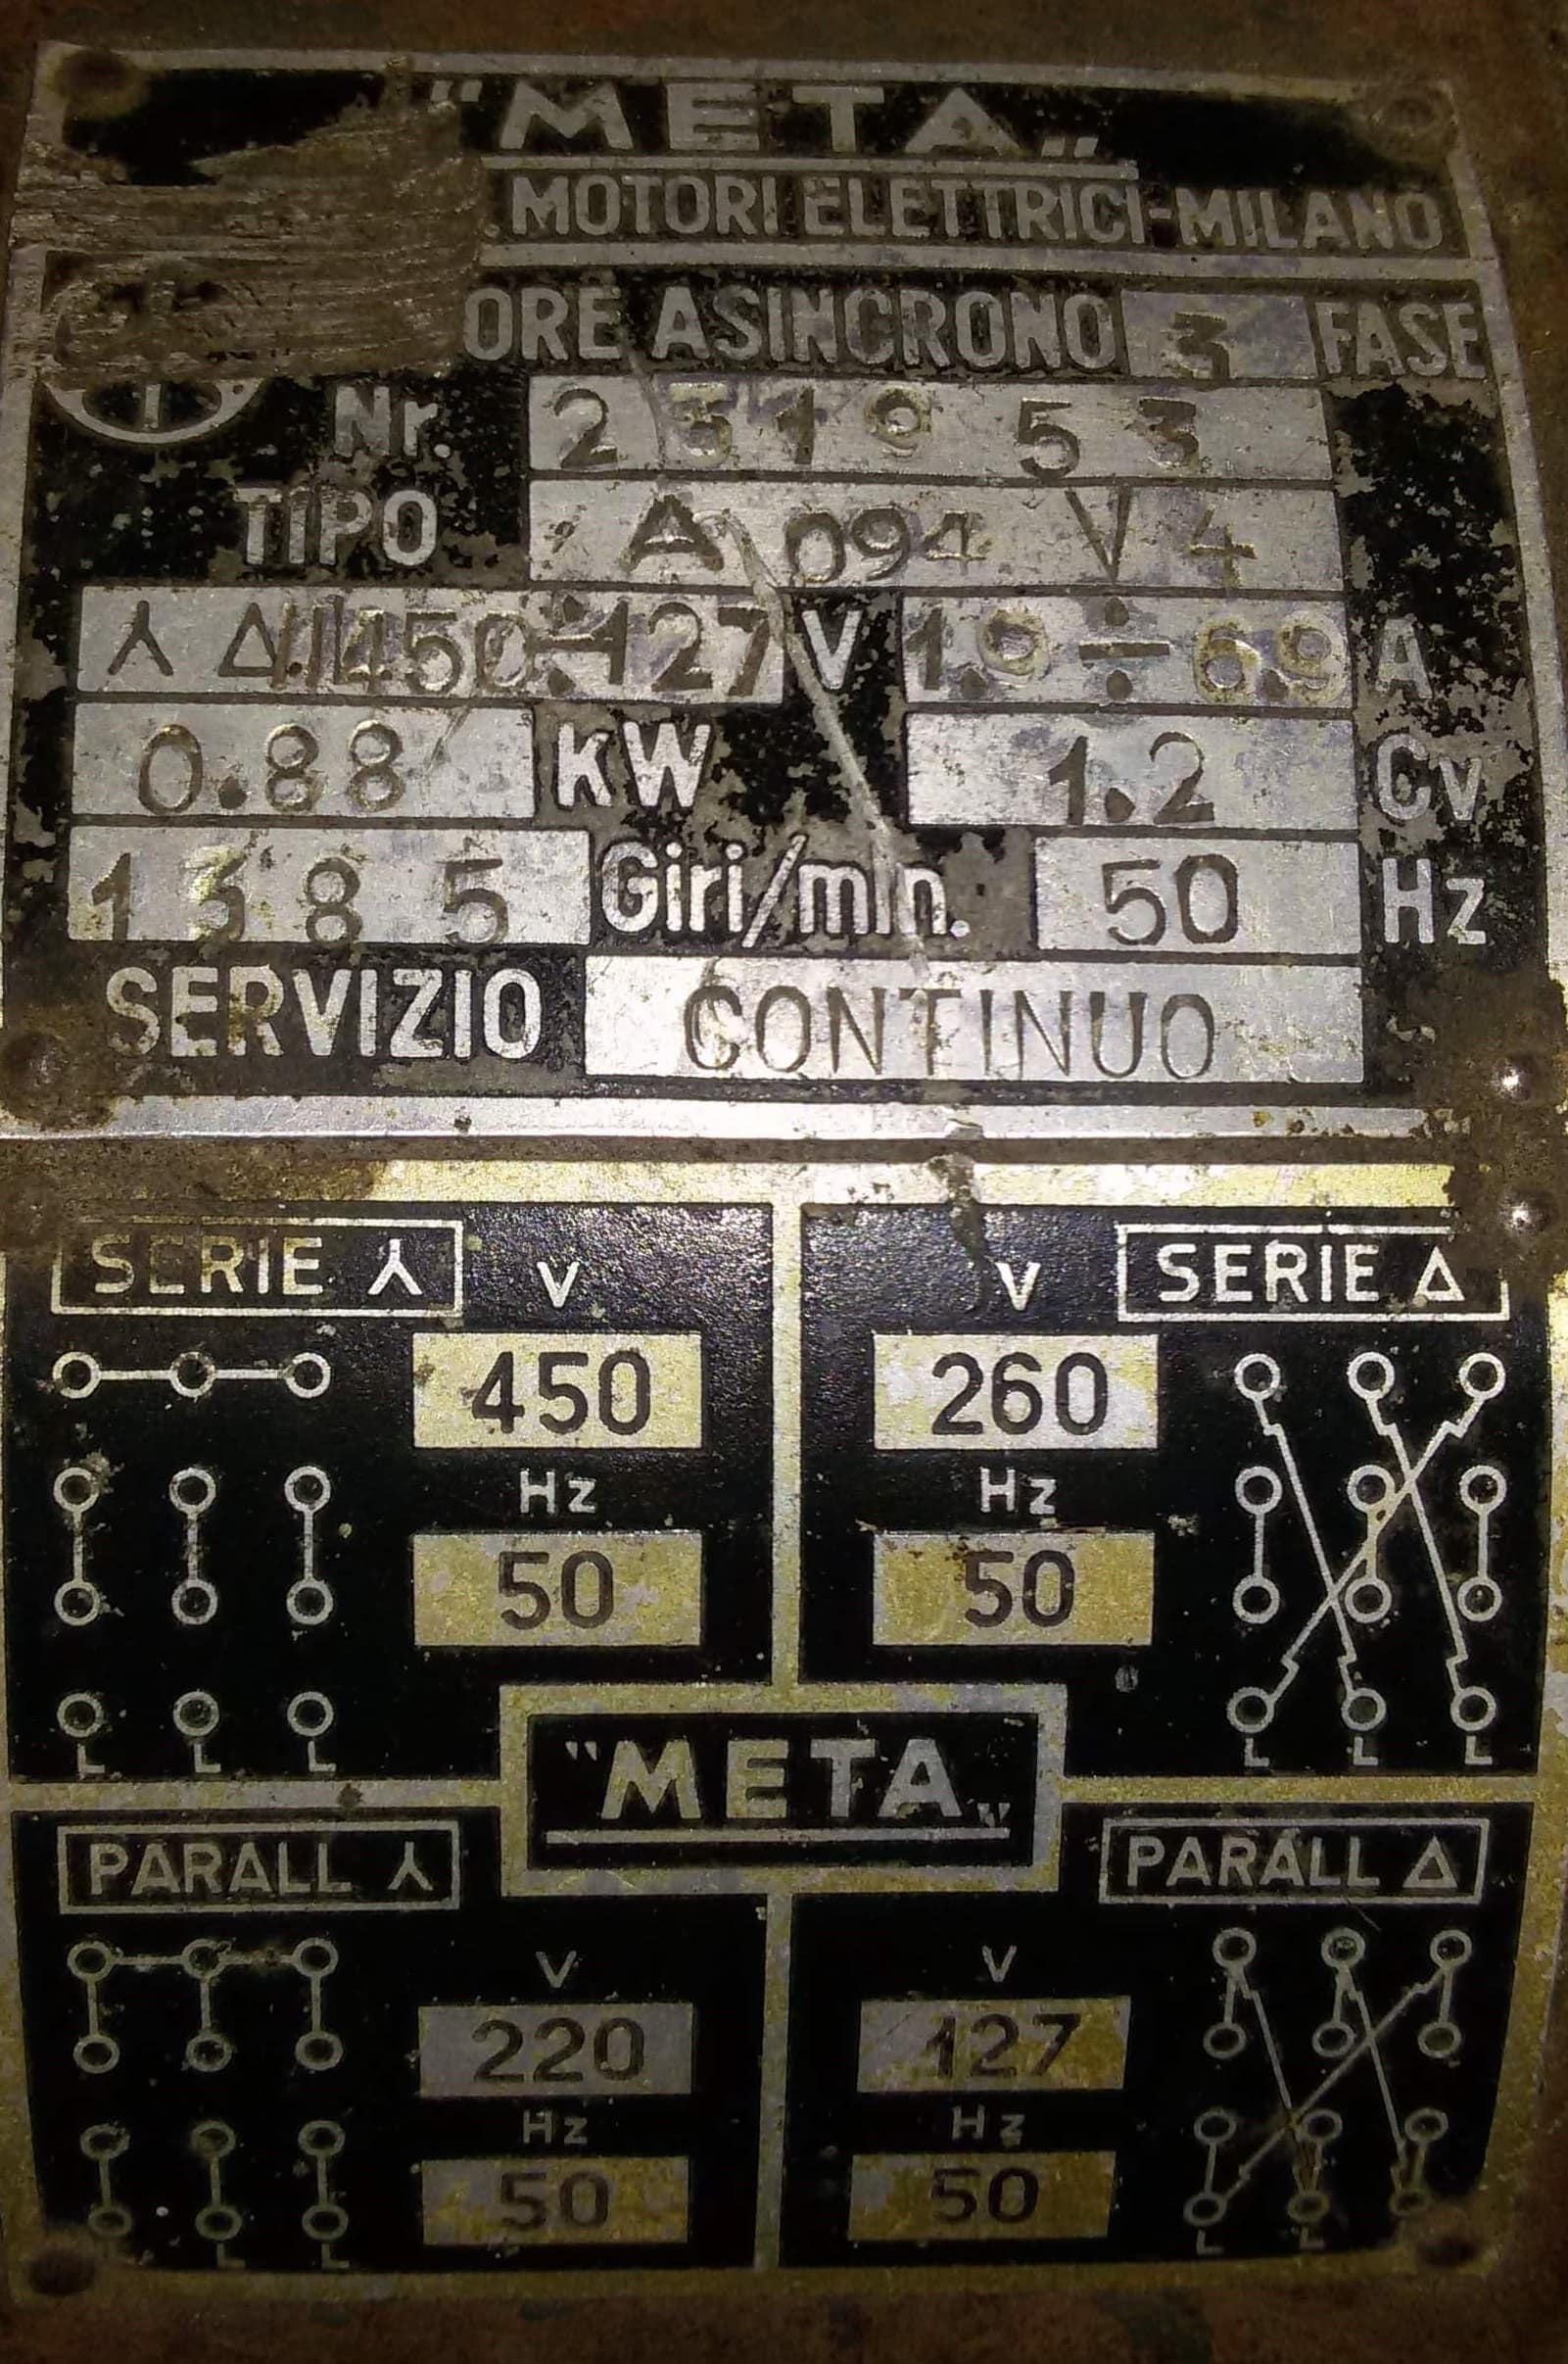 "META„
. MOTORI ELETTRICI-MILANO
ORE ASINCRONO 3 FASE
Nr. 2319 53
TIPO A 094 V 4
⅄ Δ 450÷127 V 1.9÷6.9 A
0.88 KW 1.2 Cv
1385 Giri/min. 50 Hz
SERVIZIO CONTINUO
SERIE ⅄ V V SERIE Δ
450 260
Hz Hz
50 50
L L L L L L
"META„
PARALL ⅄ PARALL Δ
V V
220 127
Hz Hz
50 50
L L L L L